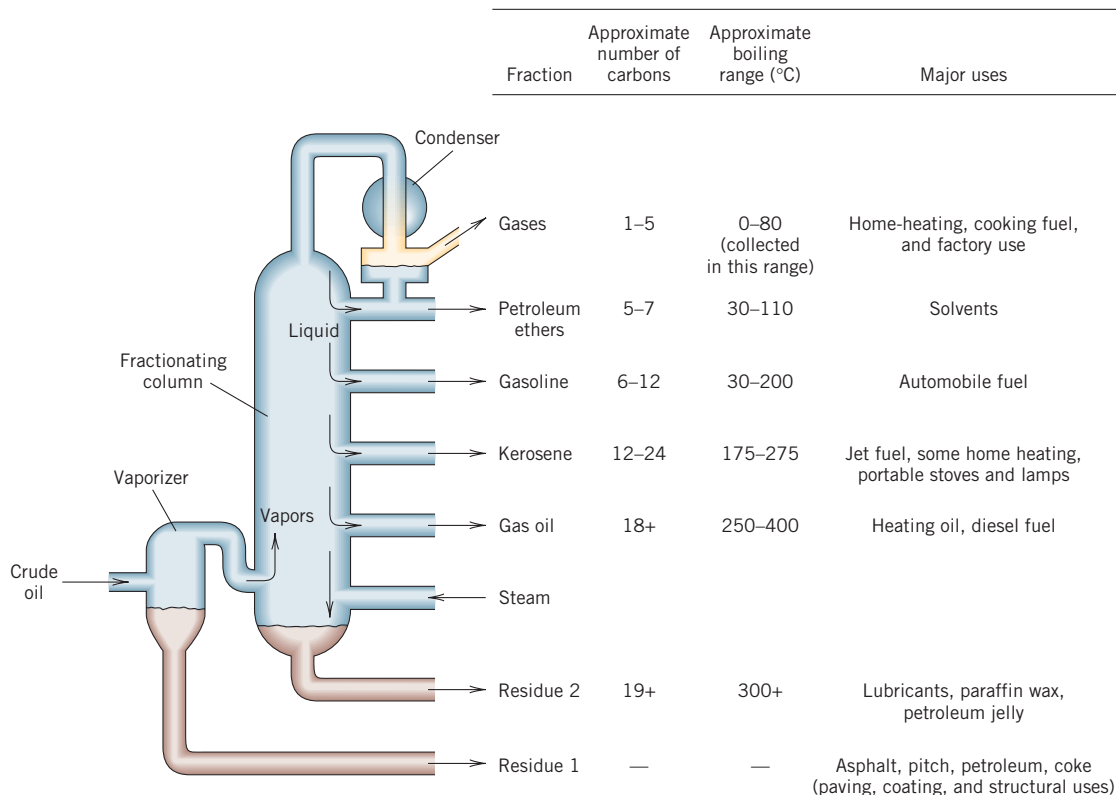 Fraction
Approximate
number of
carbons
Approximate
boiling
range (°C)
Major uses
Condenser
Gases
1–5
0–80
(collected
in this range)
Home-heating, cooking fuel,
and factory use
Petroleum
ethers
5–7
30–110
Solvents
Liquid
Fractionating
column
Gasoline
6–12
30–200
Automobile fuel
Kerosene
12–24
175–275
Jet fuel, some home heating,
portable stoves and lamps
Vaporizer
Vapors
Gas oil
18+
250–400
Heating oil, diesel fuel
Crude
oil
Steam
Residue 2
19+
300+
Lubricants, paraffin wax,
petroleum jelly
Residue 1
—
—
Asphalt, pitch, petroleum, coke
(paving, coating, and structural uses)